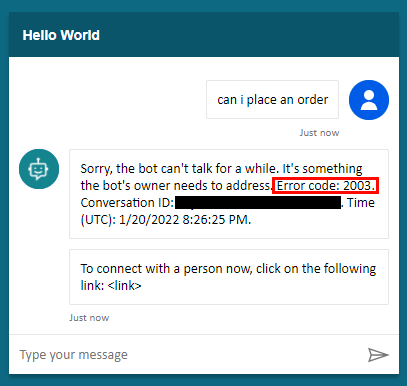 Hello World
can i place an order
Just now
Sorry, the bot can't talk for a while. It's something
the bot's owner needs to address. Error code: 2003.
Conversation ID: . Time
(UTC): 1/20/2022 8:26:25 PM.
To connect with a person now, click on the following
link: <link>
Just now
Type your message